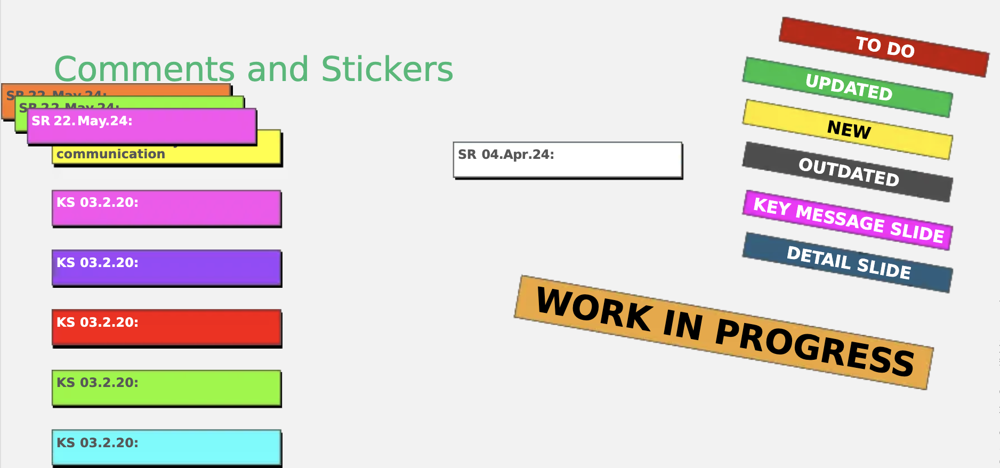 Comments and Stickers
SR 22.May.24:
SR 22.May.24:
SR 22.May.24:
communication
KS 03.2.20:
KS 03.2.20:
KS 03.2.20:
KS 03.2.20:
KS 03.2.20:
SR 04.Apr.24:
TO DO
UPDATED
NEW
OUTDATED
KEY MESSAGE SLIDE
DETAIL SLIDE
WORK IN PROGRESS